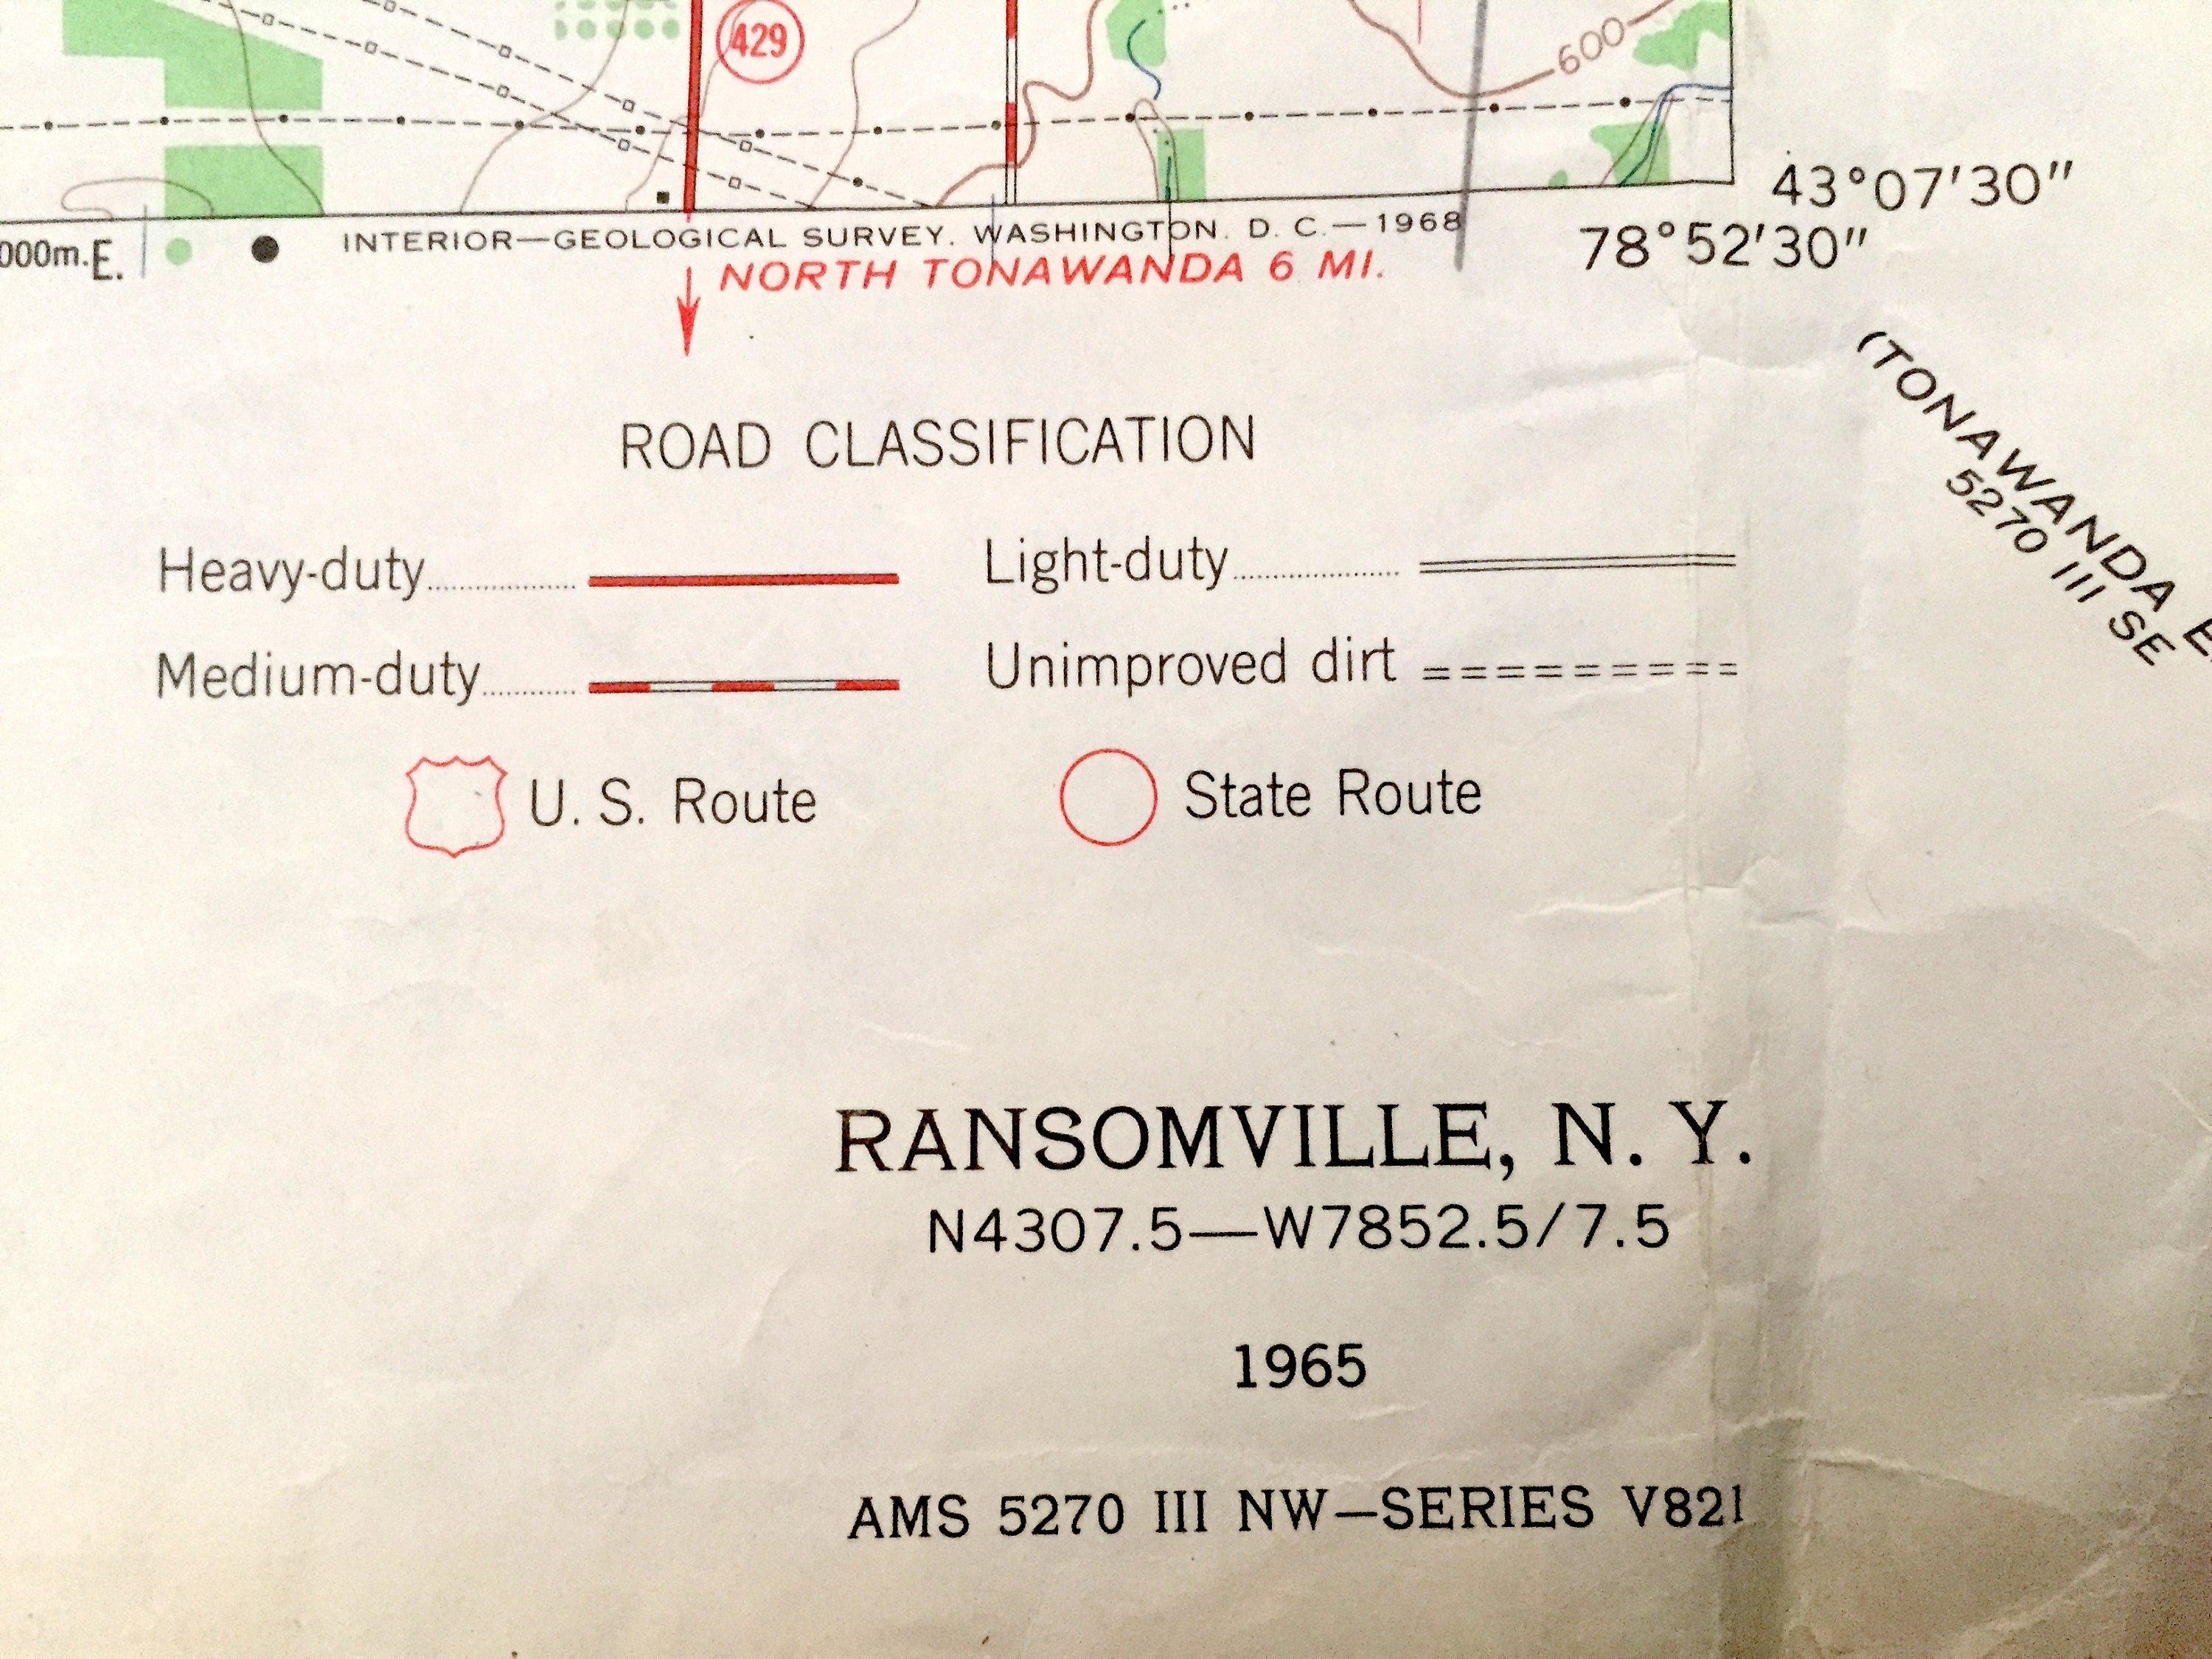 429
600
43°07'30"
000m.E.
INTERIOR—GEOLOGICAL SURVEY. WASHINGTON. D. C.—1968
78°52'30"
NORTH TONAWANDA 6 MI.
(TONAWANDA E
5270 III SE
ROAD CLASSIFICATION
Heavy-duty
Light-duty
Medium-duty
Unimproved dirt
U. S. Route
State Route
RANSOMVILLE, N. Y.
N4307.5—W7852.5/7.5
1965
AMS 5270 III NW—SERIES V821